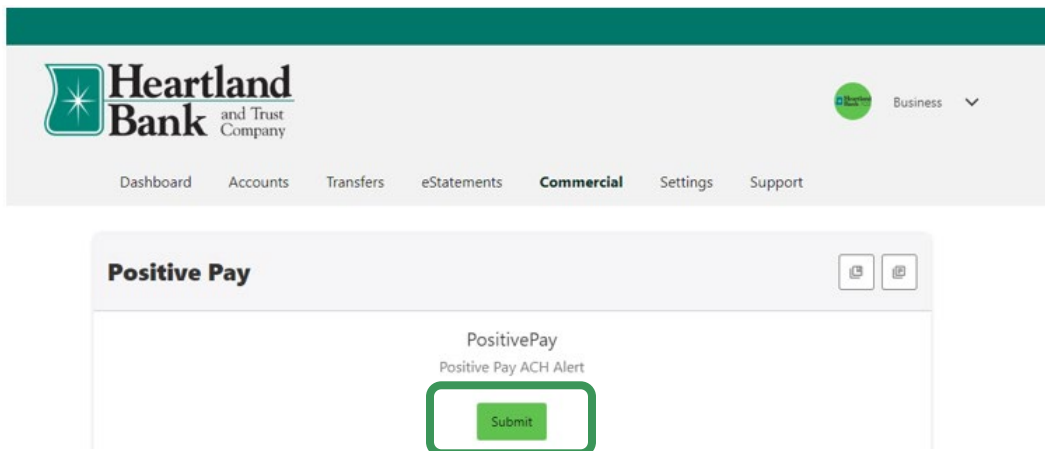 Heartland
Bank and Trust Company
Business
Dashboard Accounts Transfers eStatements Commercial Settings Support
Positive Pay
PositivePay
Positive Pay ACH Alert
Submit